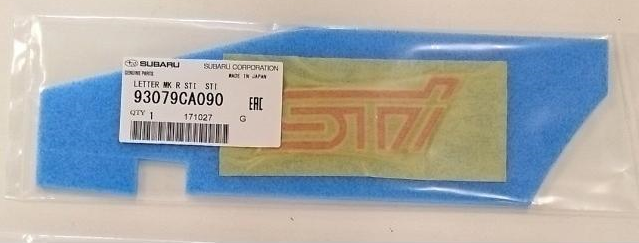 SUBARU SUBARU CORPORATION
GENUINE PARTS MADE IN JAPAN
LETTER MK R STI STI
93079CA090 EAC
QTY 1 171027 G
STI